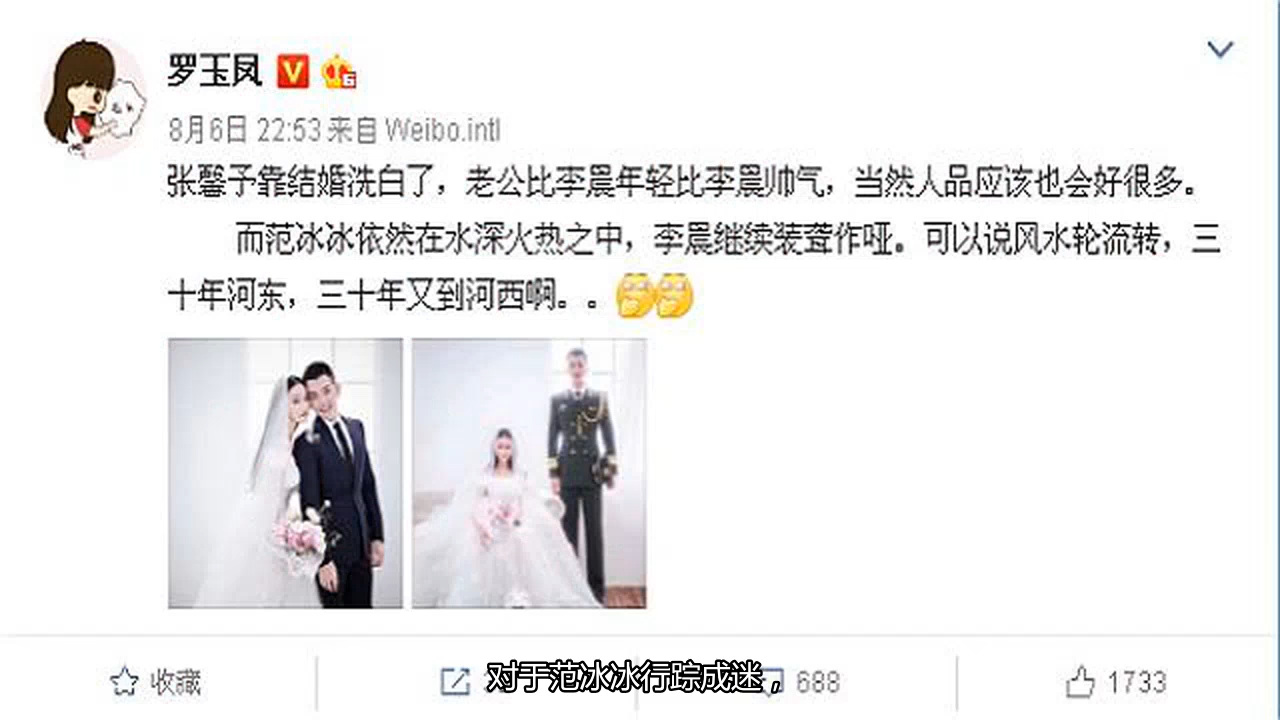 罗玉凤
8月6日 22:53 来自 Weibo.intl
张馨予靠结婚洗白了，老公比李晨年轻比李晨帅气，当然人品应该也会好很多。
而范冰冰依然在水深火热之中，李晨继续装聋作哑。可以说风水轮流转，三
十年河东，三十年又到河西啊。。
收藏
688
1733
对于范冰冰行踪成迷，